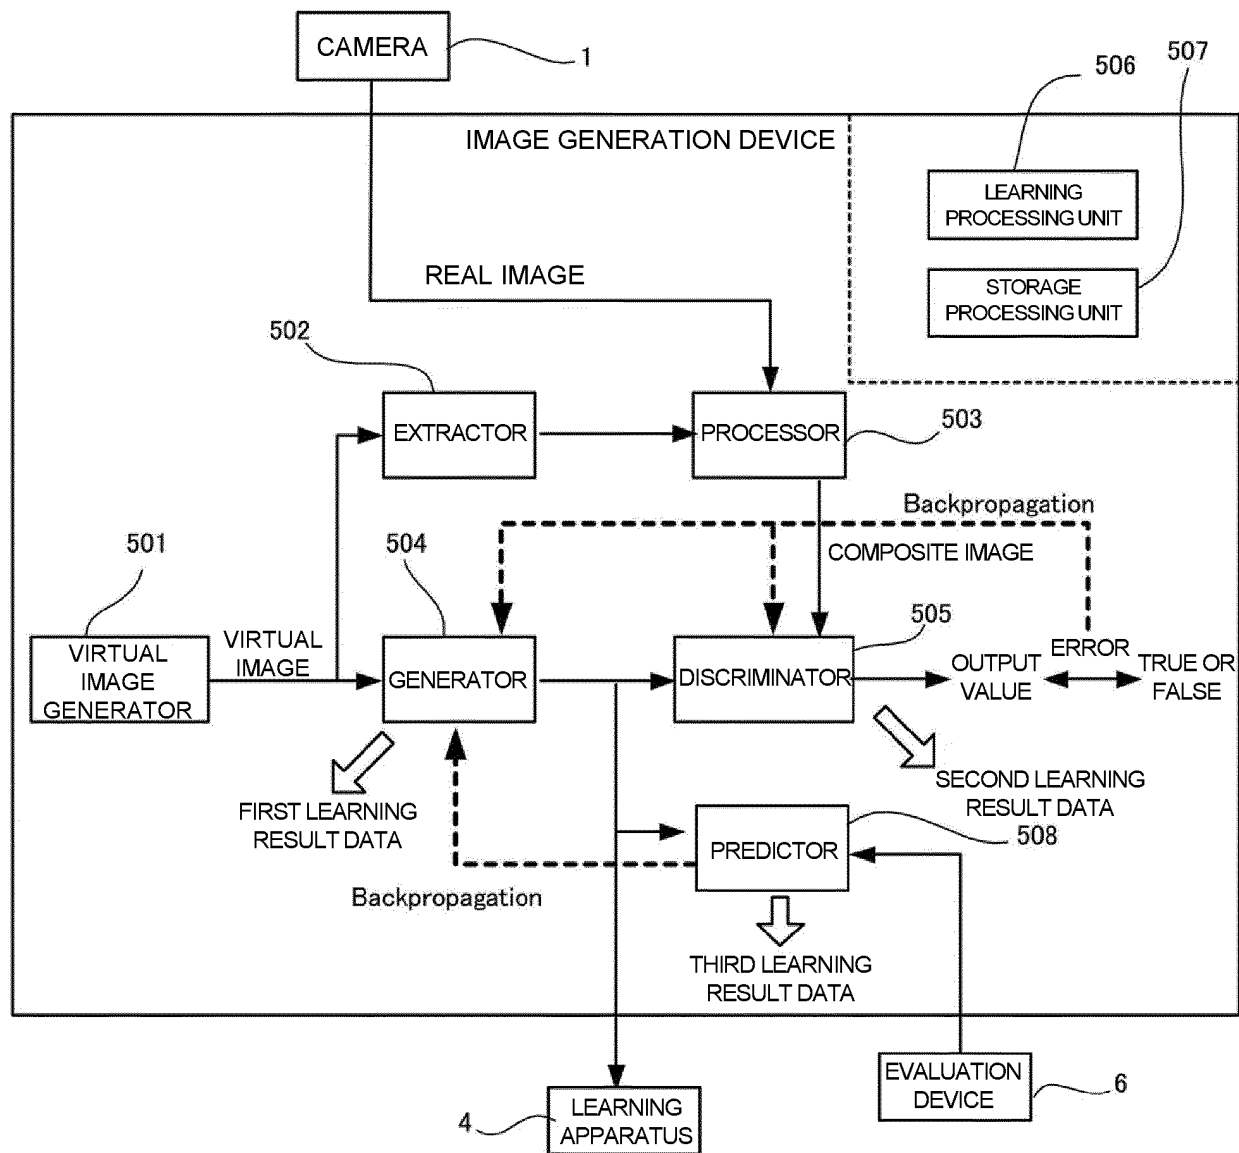 CAMERA
1
506
507
IMAGE GENERATION DEVICE
LEARNING
PROCESSING UNIT
STORAGE
PROCESSING UNIT
REAL IMAGE
502
EXTRACTOR
PROCESSOR
503
Backpropagation
501
504
COMPOSITE IMAGE
505
VIRTUAL
IMAGE
GENERATOR
VIRTUAL
IMAGE
GENERATOR
DISCRIMINATOR
OUTPUT
VALUE
ERROR
TRUE OR
FALSE
FIRST LEARNING
RESULT DATA
SECOND LEARNING
RESULT DATA
PREDICTOR
508
Backpropagation
THIRD LEARNING
RESULT DATA
EVALUATION
DEVICE
6
4
LEARNING
APPARATUS